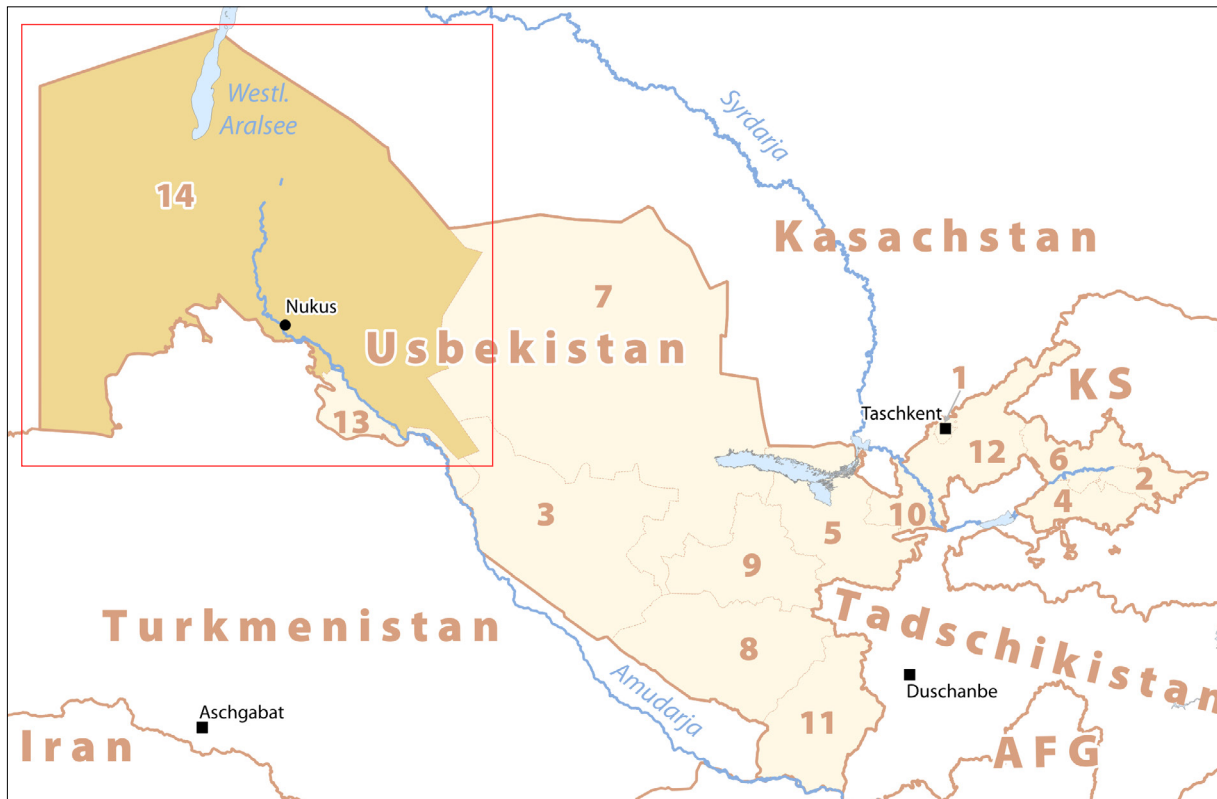 Westl.
Aralsee
Syrdarja
14
Kasachstan
7
Nukus
Usbekistan
1
KS
Taschkent
13
12
6
2
4
3
10
5
9
Tadschikistan
Turkmenistan
8
Duschanbe
Amudarja
Aschgabat
11
Iran
AFG